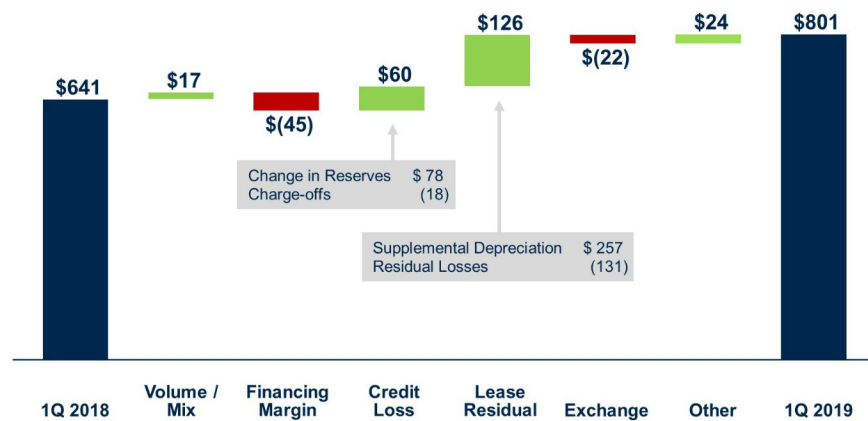 $641
$17
$(45)
$60
$126
$(22)
$24
$801
Change in Reserves $ 78
Charge-offs (18)
Supplemental Depreciation $ 257
Residual Losses (131)
1Q 2018
Volume /
Mix
Financing
Margin
Credit
Loss
Lease
Residual
Exchange
Other
1Q 2019